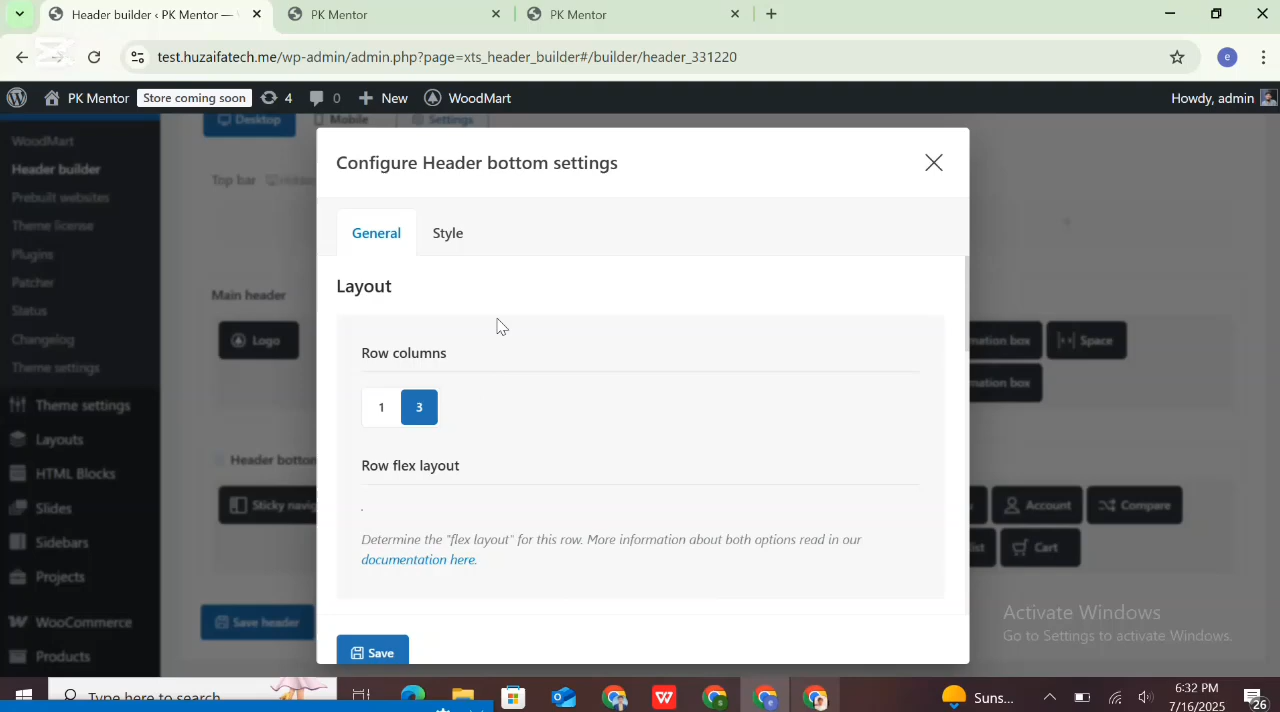 Header builder ‹ PK Mentor —
PK Mentor
PK Mentor
test.huzaifatech.me/wp-admin/admin.php?page=xts_header_builder#/builder/header_331220
e
PK Mentor
Store coming soon
4
0
New
WoodMart
Howdy, admin
Desktop
Mobile
Settings
WoodMart
Header builder
Prebuilt websites
Theme license
Plugins
Patcher
Status
Changelog
Theme settings
Theme settings
HTML Blocks
Layouts
Slides
Sidebars
Projects
WooCommerce
Products
Top bar
Main header
Logo
mation box
Space
mation box
Header bottom
Sticky navig
Account
Compare
list
Cart
Save header
Configure Header bottom settings
General
Style
Layout
Row columns
1
3
Row flex layout
.
Determine the "flex layout" for this row. More information about both options read in our
documentation here.
Save
Activate Windows
Go to Settings to activate Windows.
Type here to search
Suns...
6:32 PM
7/16/2025
26